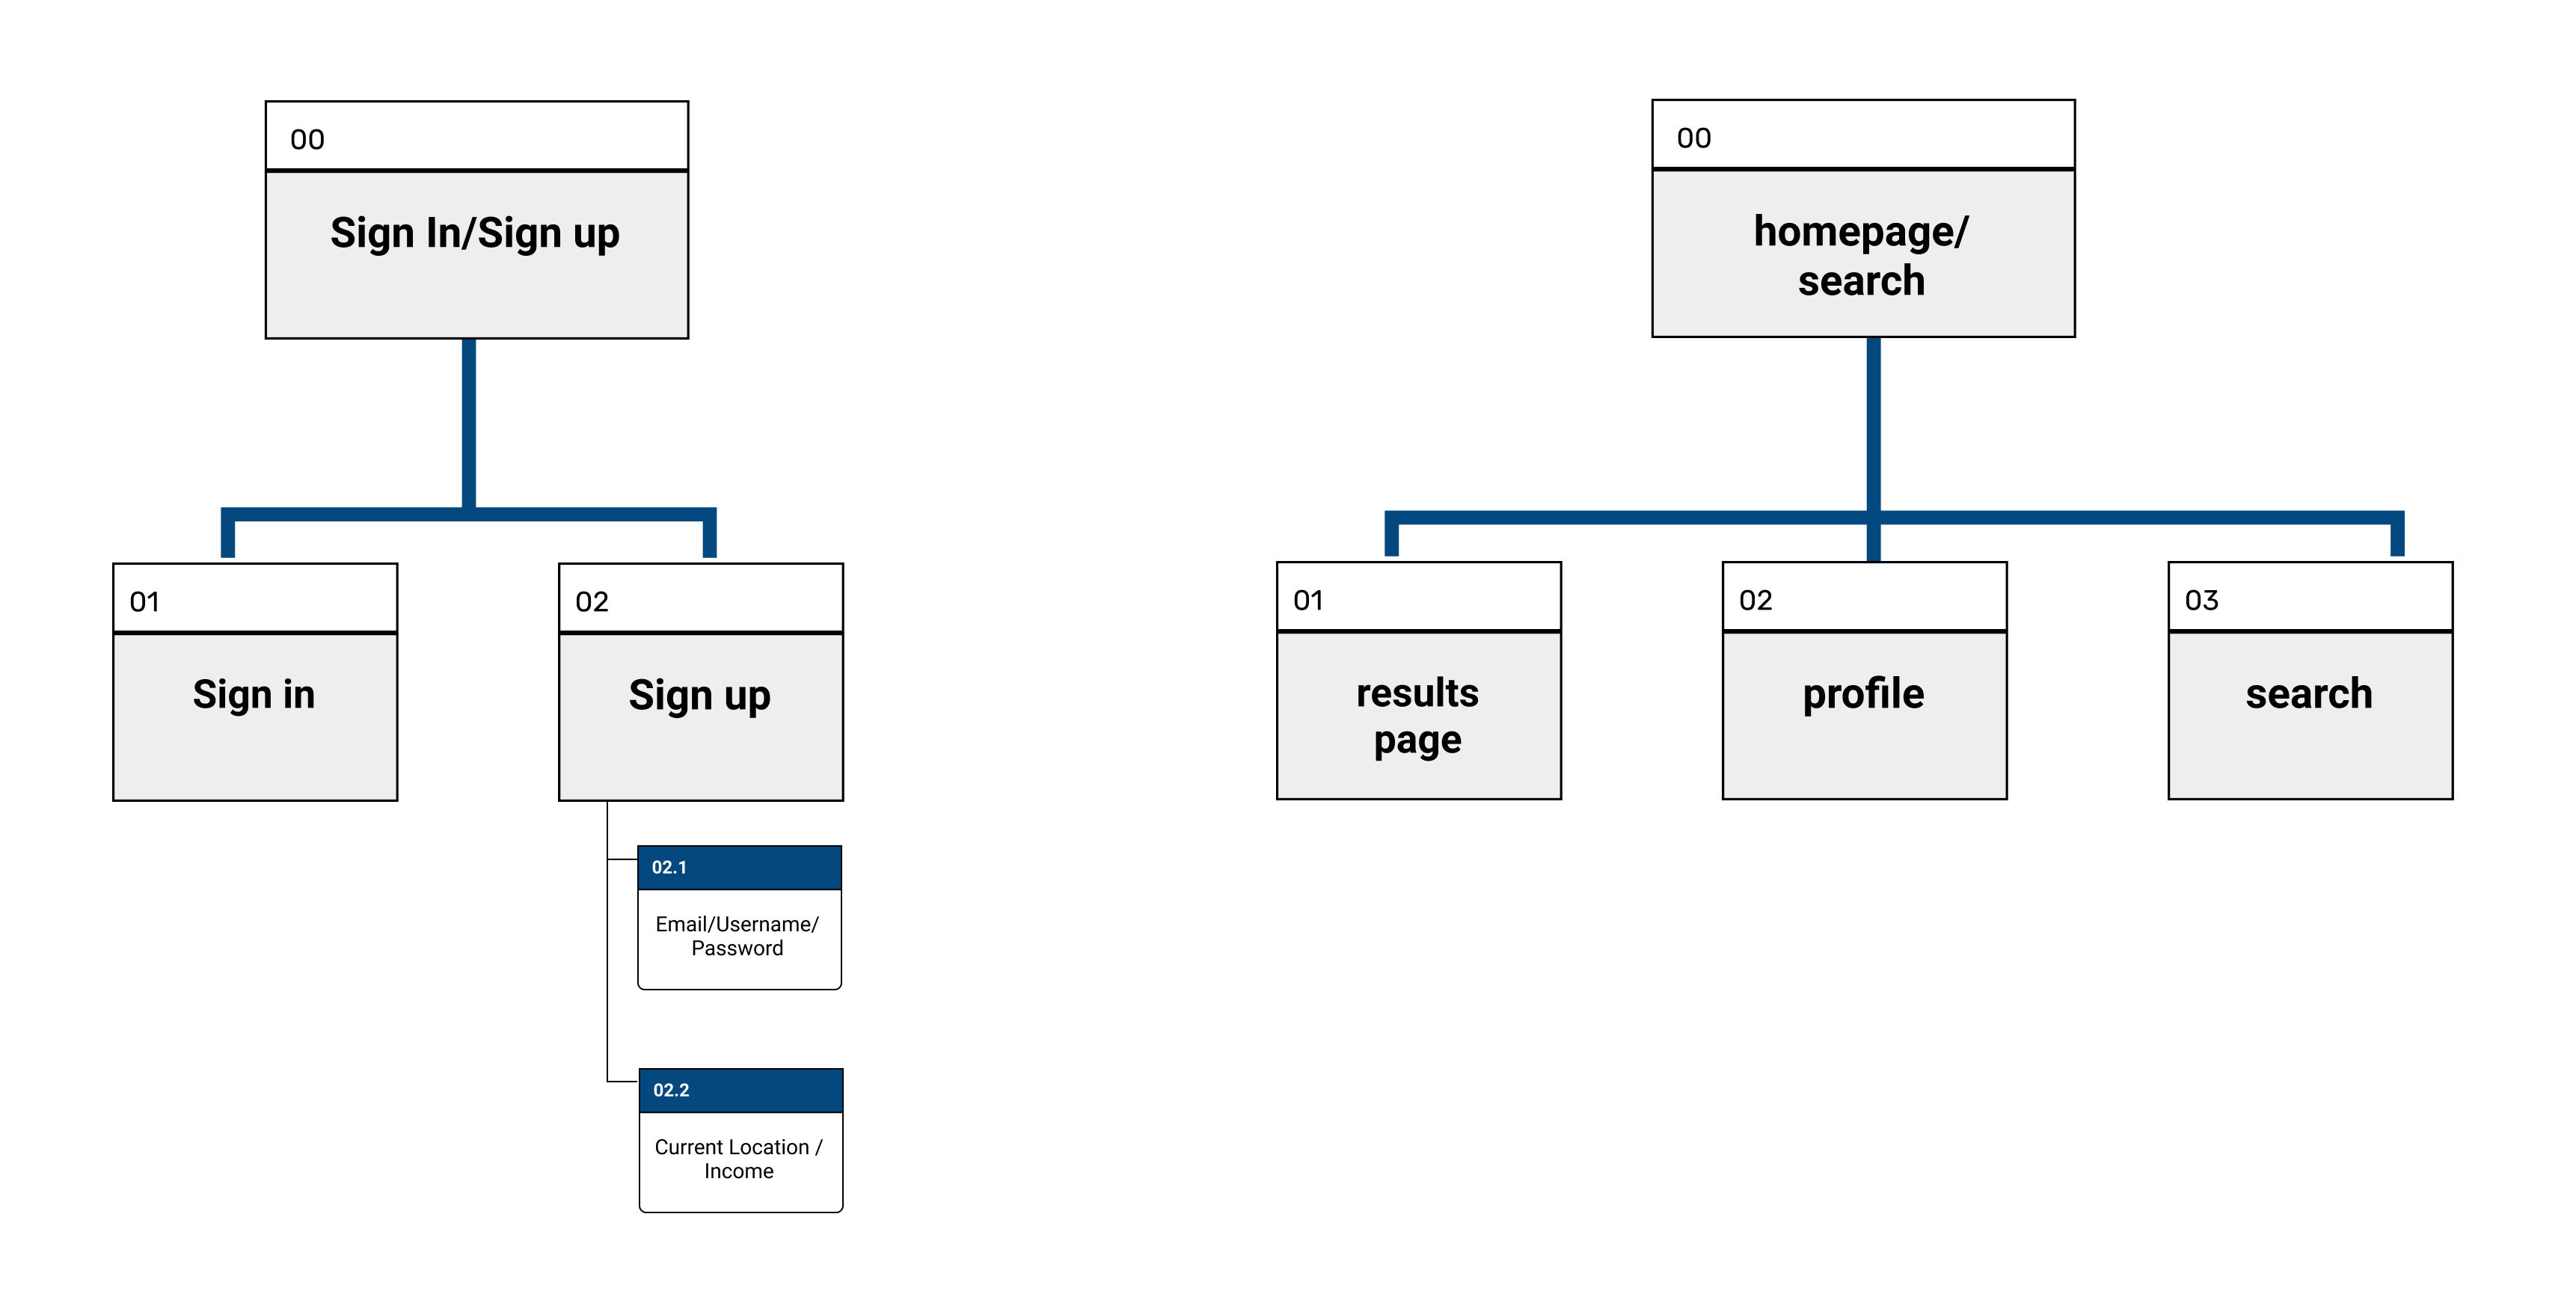 00
Sign In/Sign up
01
Sign in
02
Sign up
02.1
Email/Username/
Password
02.2
Current Location /
Income
00
homepage/
search
01
results
page
02
profile
03
search